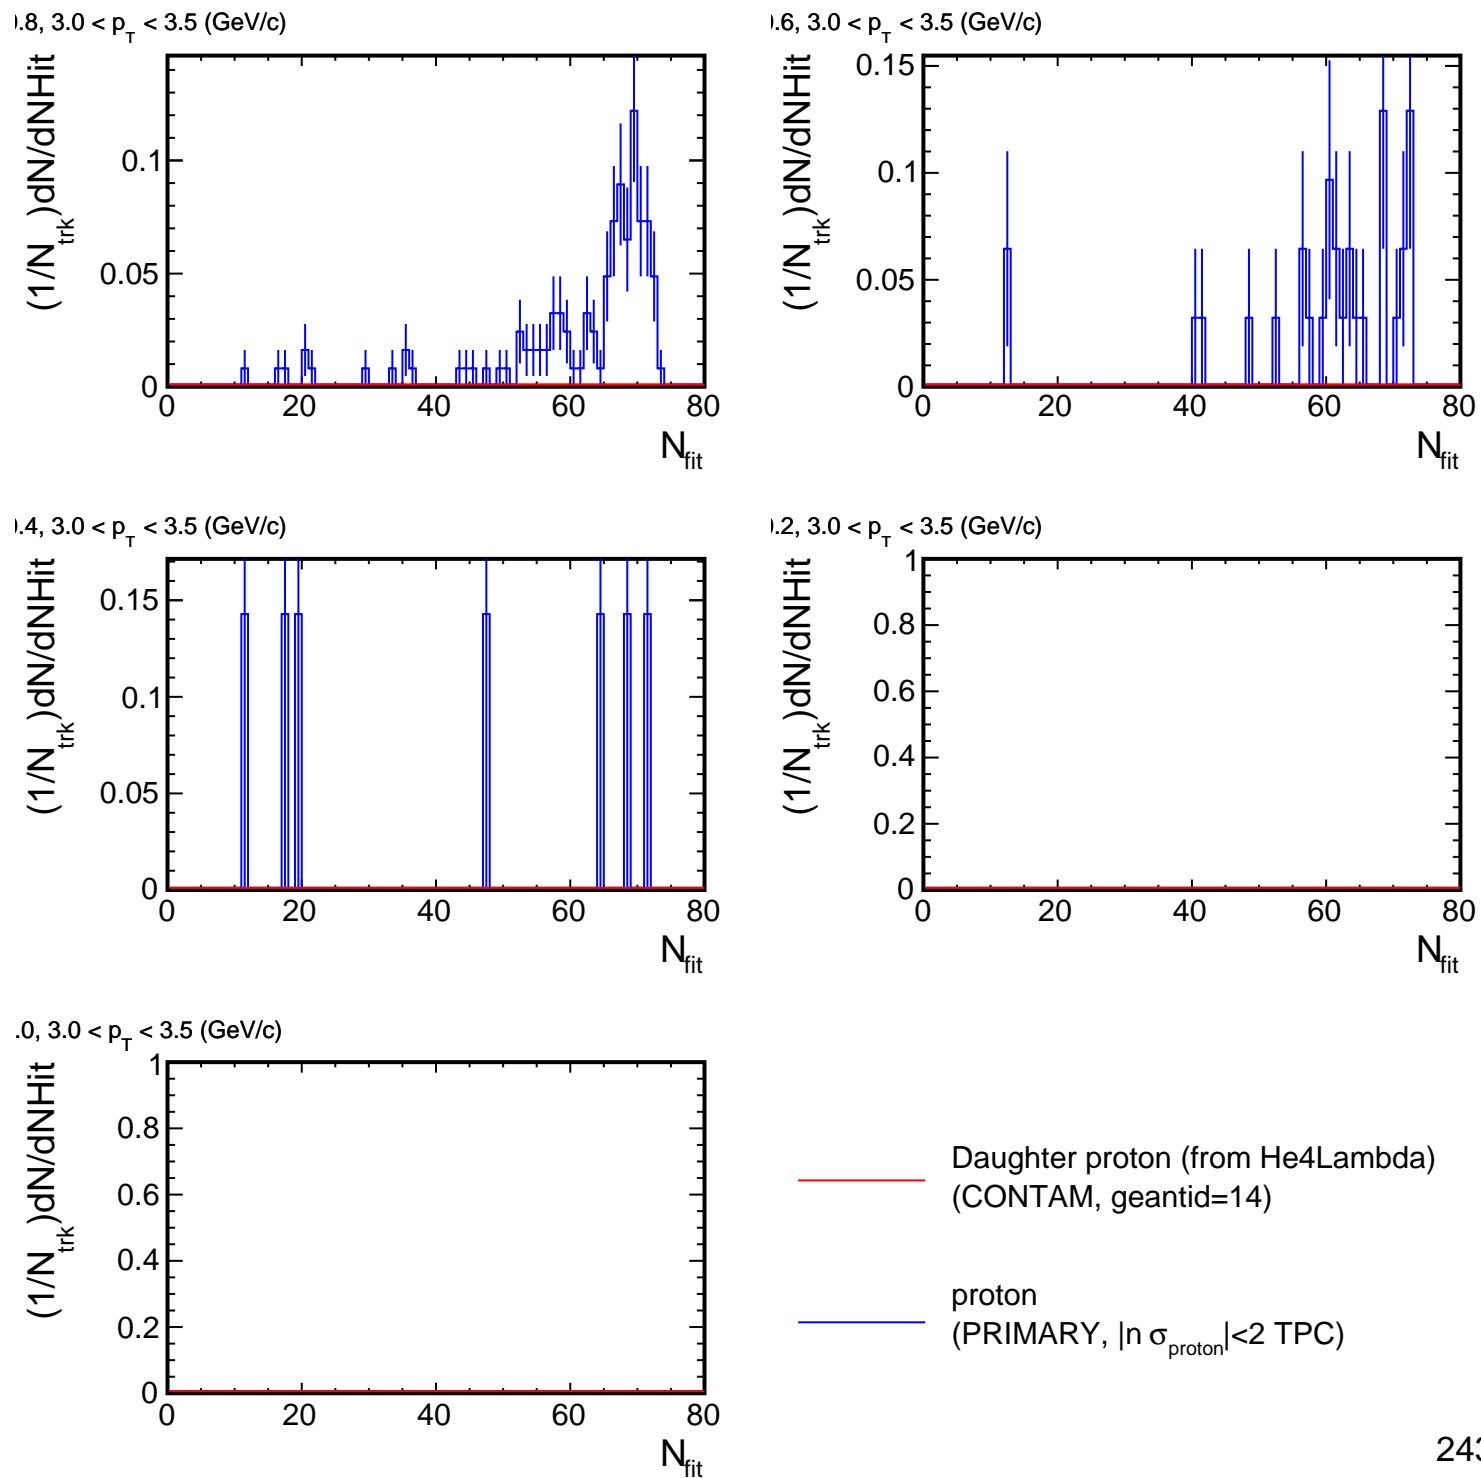 ).8, 3.0 < p_T < 3.5 (GeV/c)
(1/N_trk)dN/dNHit
0.1
0.05
0
0 20 40 60 80
N_fit
).6, 3.0 < p_T < 3.5 (GeV/c)
(1/N_trk)dN/dNHit
0.15
0.1
0.05
0
0 20 40 60 80
N_fit
).4, 3.0 < p_T < 3.5 (GeV/c)
(1/N_trk)dN/dNHit
0.15
0.1
0.05
0
0 20 40 60 80
N_fit
).2, 3.0 < p_T < 3.5 (GeV/c)
(1/N_trk)dN/dNHit
1
0.8
0.6
0.4
0.2
0
0 20 40 60 80
N_fit
.0, 3.0 < p_T < 3.5 (GeV/c)
(1/N_trk)dN/dNHit
1
0.8
0.6
0.4
0.2
0
0 20 40 60 80
N_fit
Daughter proton (from He4Lambda)
(CONTAM, geantid=14)
proton
(PRIMARY, |n σ_proton|<2 TPC)
243